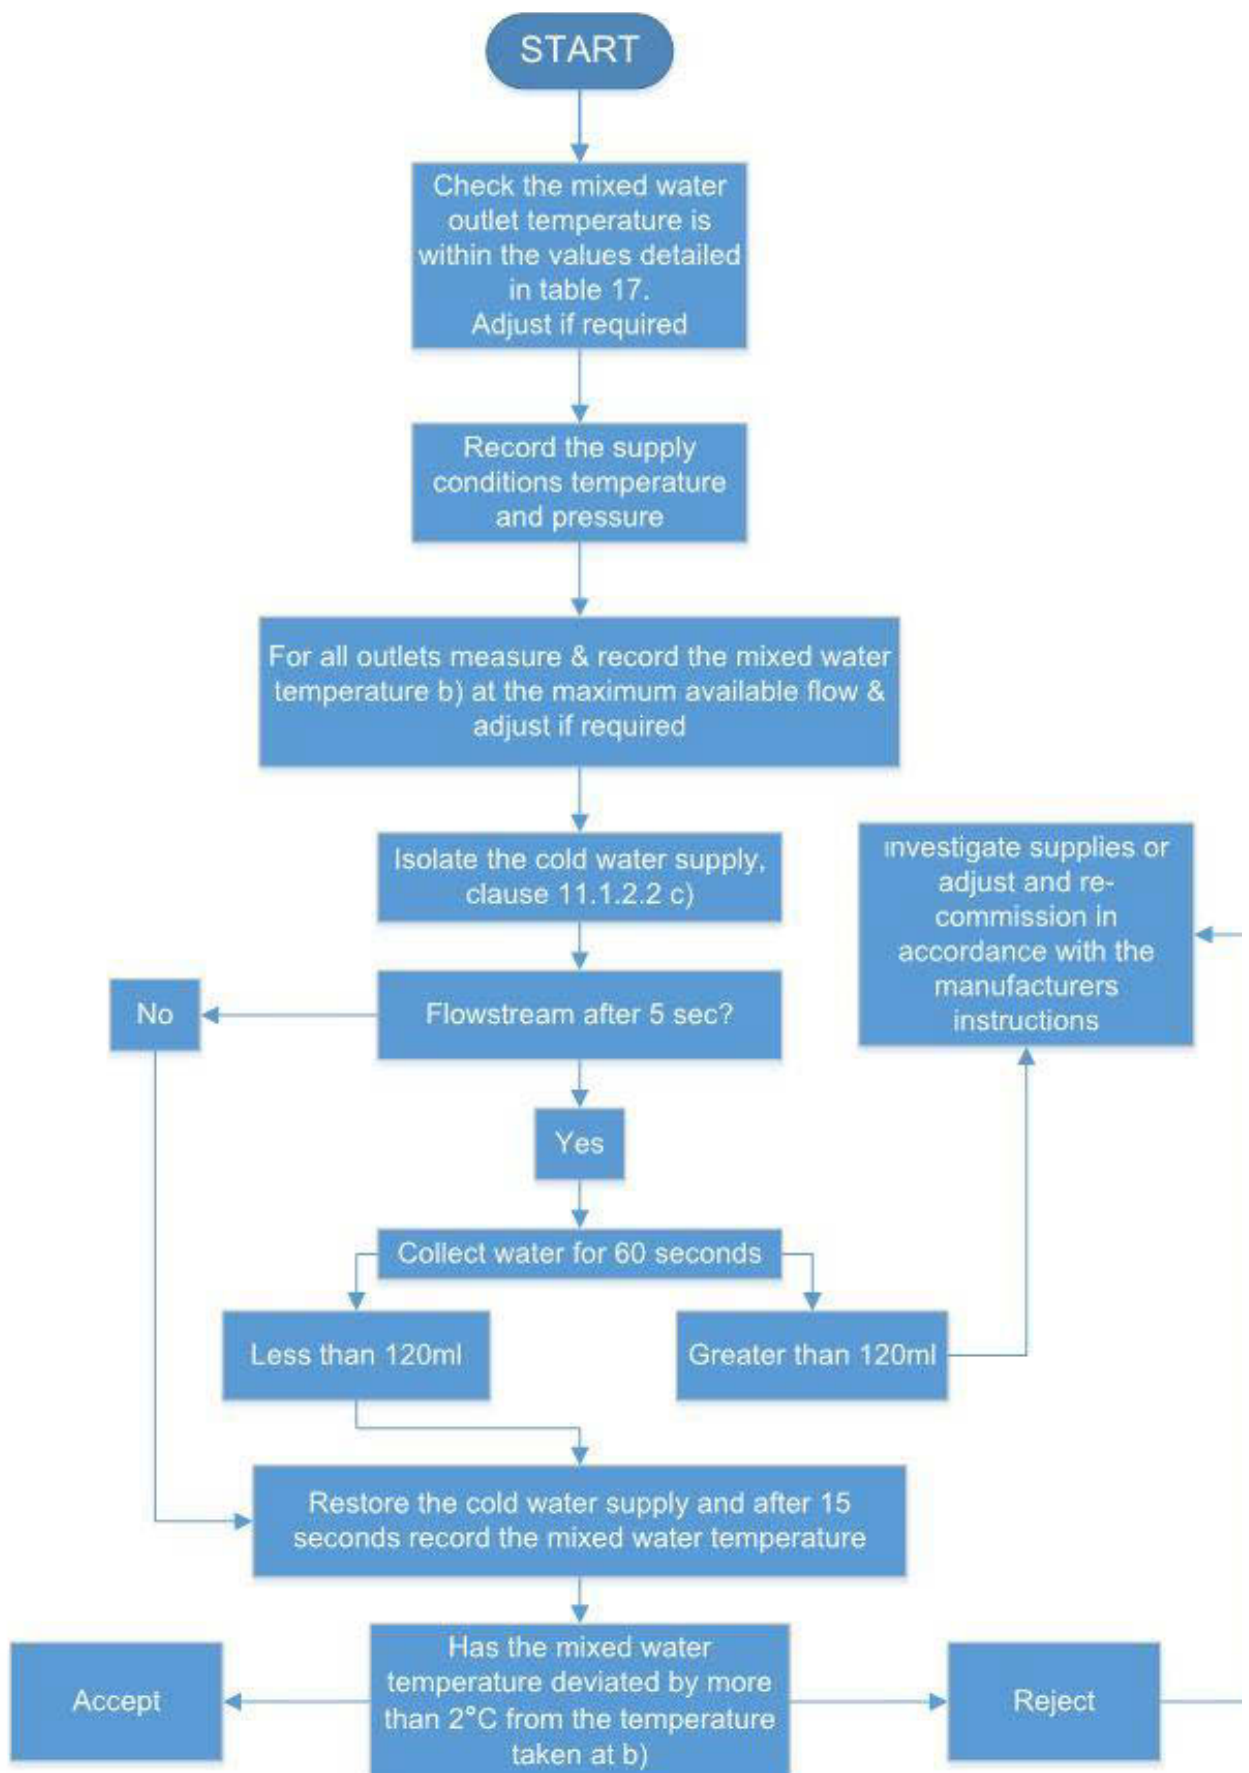 START
Check the mixed water
outlet temperature is
within the values detailed
in table 17.
Adjust if required
Record the supply
conditions temperature
and pressure
For all outlets measure & record the mixed water
temperature b) at the maximum available flow &
adjust if required
Isolate the cold water supply,
clause 11.1.2.2 c)
Investigate supplies or
adjust and re-
commission in
accordance with the
manufacturers
instructions
No
Flowstream after 5 sec?
Yes
Collect water for 60 seconds
Less than 120ml
Greater than 120ml
Restore the cold water supply and after 15
seconds record the mixed water temperature
Accept
Has the mixed water
temperature deviated by more
than 2°C from the temperature
taken at b)
Reject